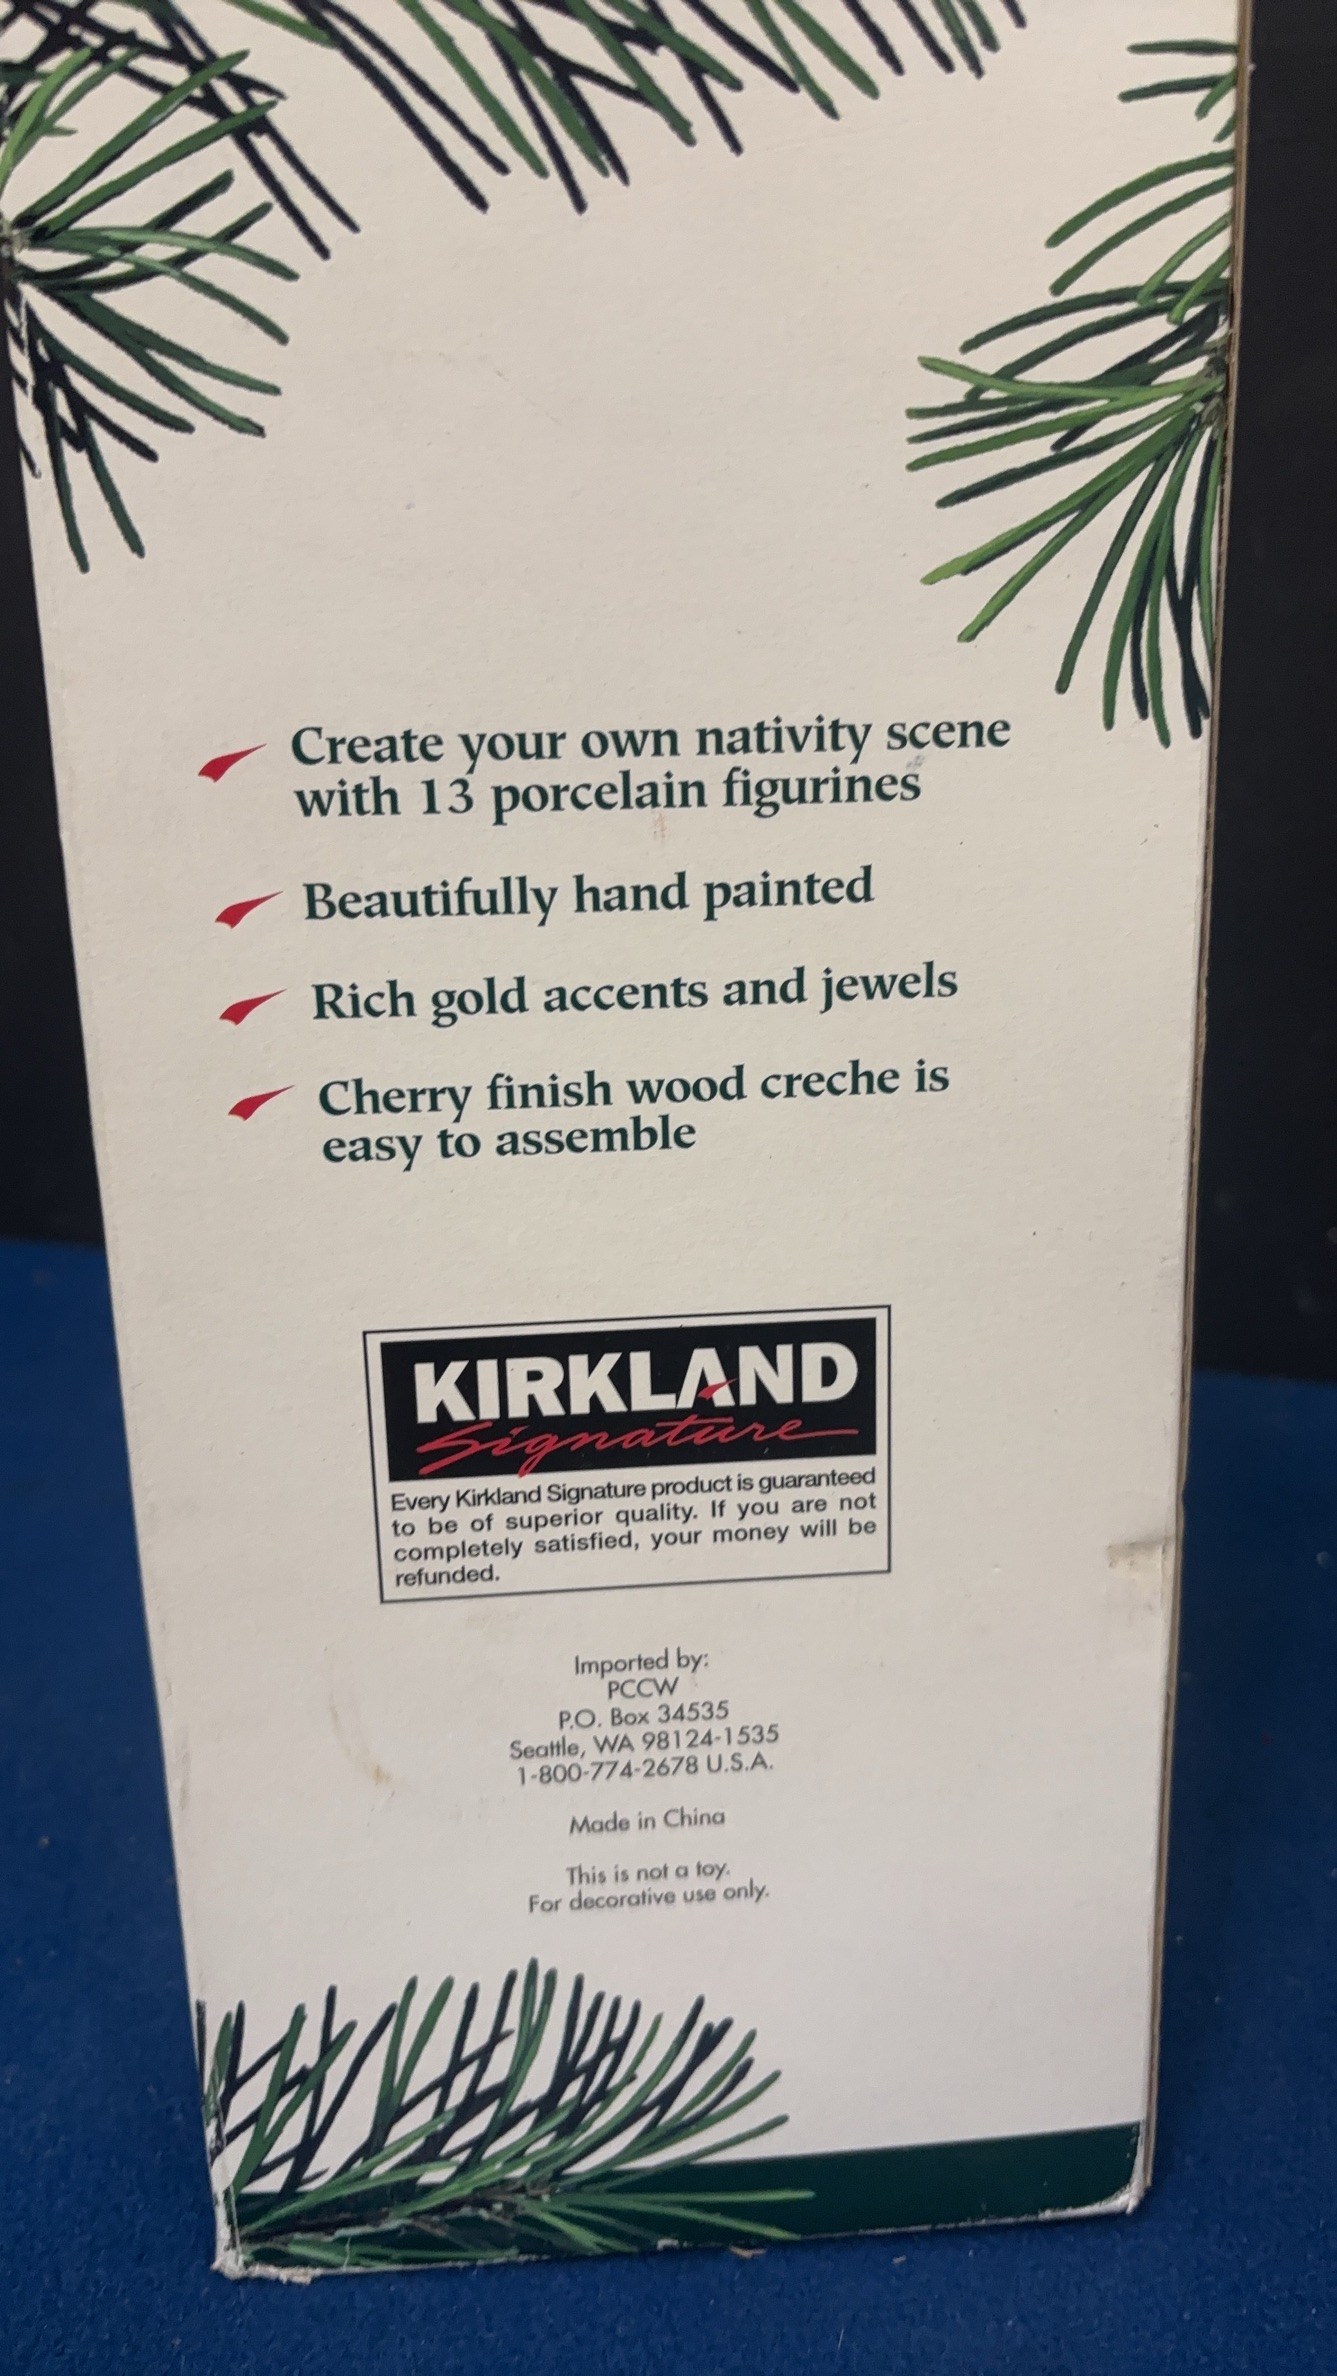 Create your own nativity scene
with 13 porcelain figurines
Beautifully hand painted
Rich gold accents and jewels
Cherry finish wood creche is
easy to assemble
KIRKLAND
Signature
Every Kirkland Signature product is guaranteed
to be of superior quality. If you are not
completely satisfied, your money will be
refunded.
Imported by:
PCCW
P.O. Box 34535
Seattle, WA 98124-1535
1-800-774-2678 U.S.A.
Made in China
This is not a toy.
For decorative use only.